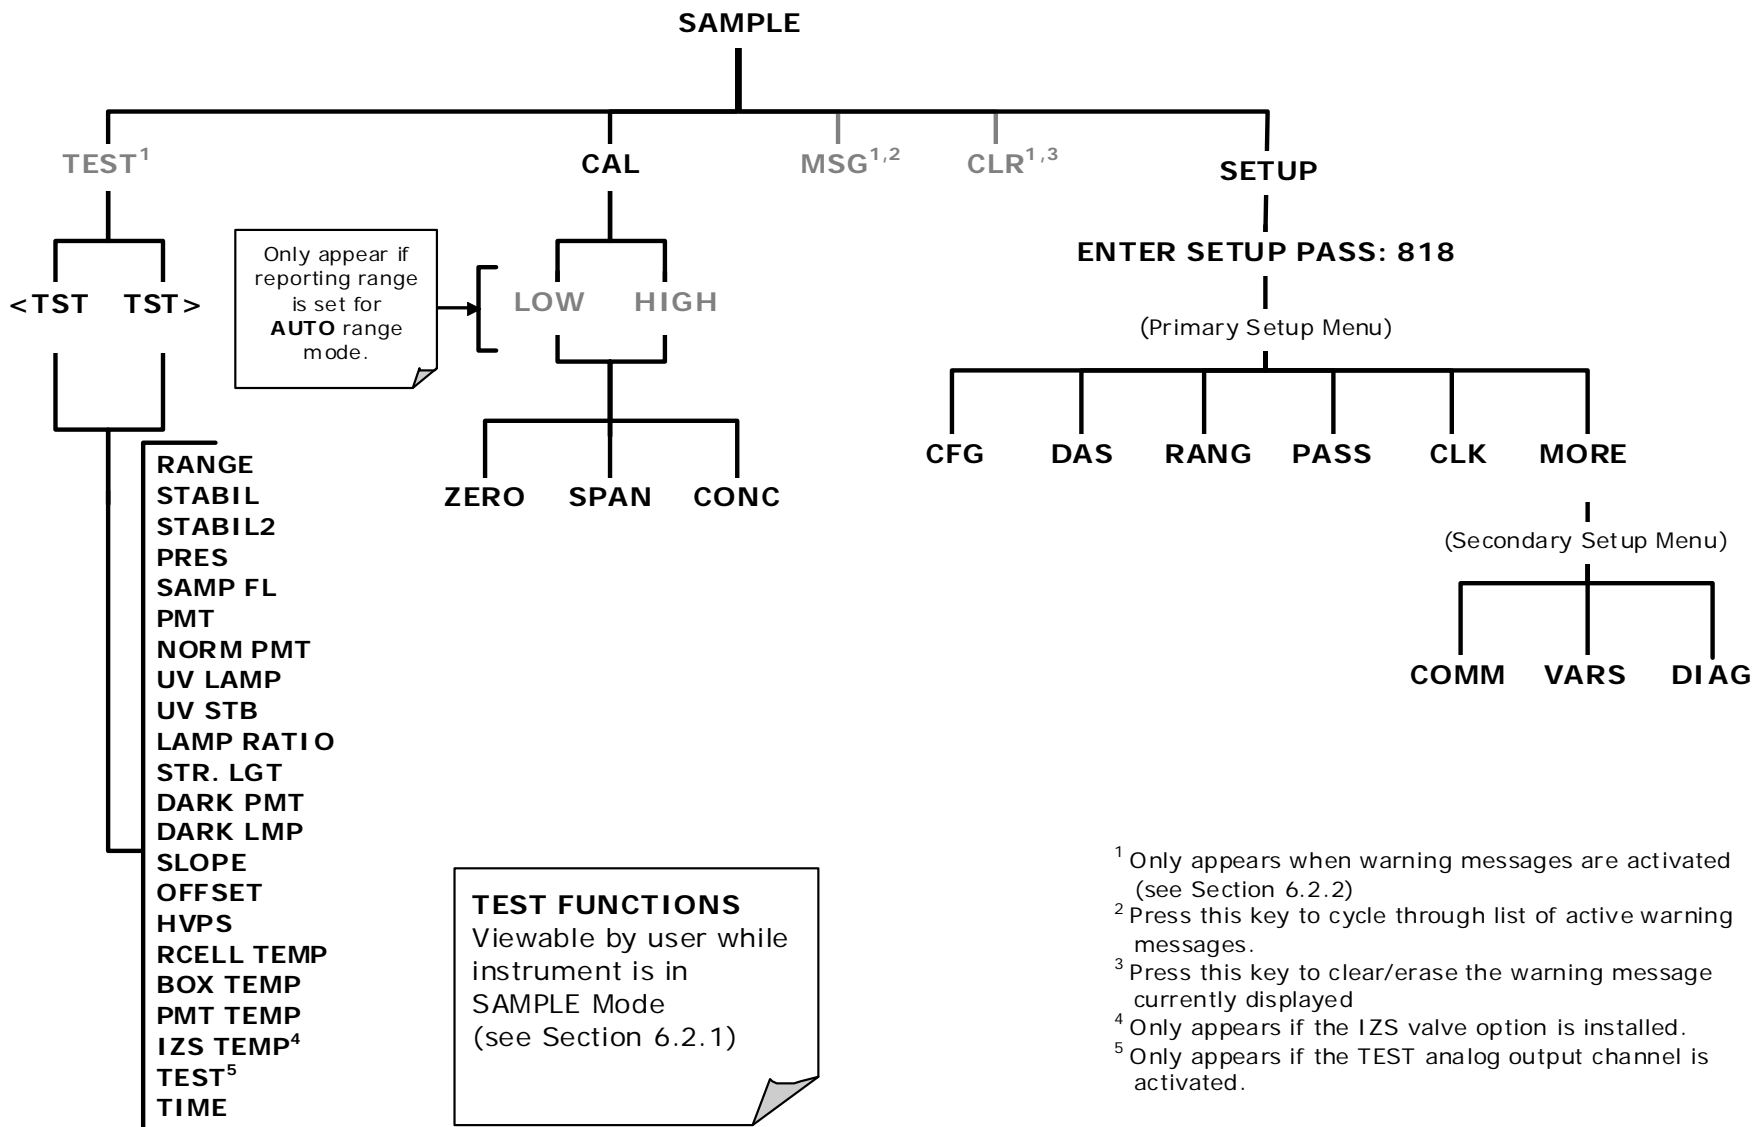 SAMPLE
TEST¹
CAL
MSG¹,²
CLR¹,³
SETUP
<TST TST>
Only appear if
reporting range
is set for
AUTO range
mode.
LOW HIGH
ENTER SETUP PASS: 818
(Primary Setup Menu)
CFG DAS RANG PASS CLK MORE
ZERO SPAN CONC
(Secondary Setup Menu)
COMM VARS DIAG
RANGE
STABIL
STABIL2
PRES
SAMP FL
PMT
NORM PMT
UV LAMP
UV STB
LAMP RATIO
STR. LGT
DARK PMT
DARK LMP
SLOPE
OFFSET
HVPS
RCELL TEMP
BOX TEMP
PMT TEMP
IZS TEMP⁴
TEST⁵
TIME
TEST FUNCTIONS
Viewable by user while
instrument is in
SAMPLE Mode
(see Section 6.2.1)
¹ Only appears when warning messages are activated
(see Section 6.2.2)
² Press this key to cycle through list of active warning
messages.
³ Press this key to clear/erase the warning message
currently displayed
⁴ Only appears if the IZS valve option is installed.
⁵ Only appears if the TEST analog output channel is
activated.